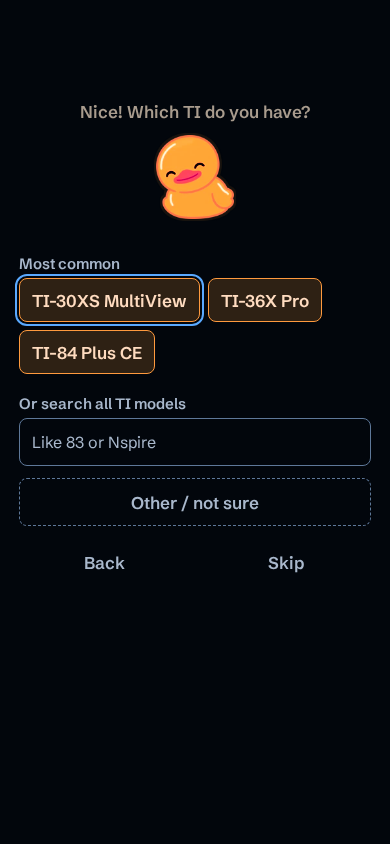 Nice! Which TI do you have?
Most common
TI-30XS MultiView
TI-36X Pro
TI-84 Plus CE
Or search all TI models
Like 83 or Nspire
Other / not sure
Back
Skip